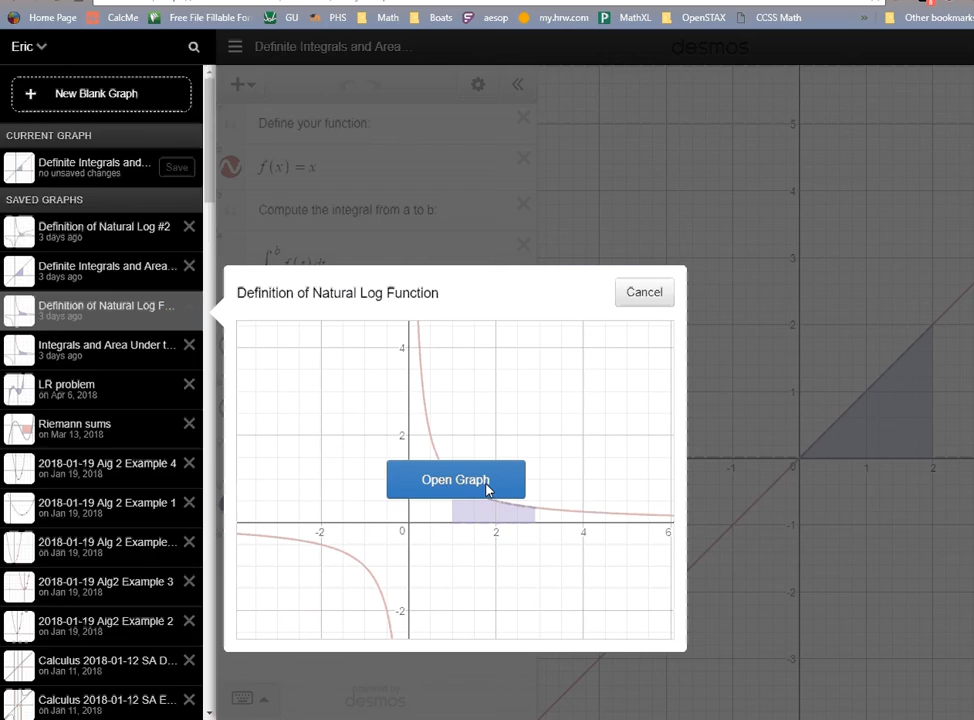 Home Page CalcMe Free File Fillable For GU PHS Math Boats aesop my.hrw.com MathXL OpenSTAX CCSS Math » Other bookmarks
Eric
Definite Integrals and Area...
desmos
New Blank Graph
CURRENT GRAPH
Definite Integrals and...
no unsaved changes
Save
SAVED GRAPHS
Definition of Natural Log #2
3 days ago
Definite Integrals and Area...
3 days ago
Definition of Natural Log F...
3 days ago
Integrals and Area Under t...
3 days ago
LR problem
on Apr 6, 2018
Riemann sums
on Mar 13, 2018
2018-01-19 Alg 2 Example 4
on Jan 19, 2018
2018-01-19 Alg 2 Example 1
on Jan 19, 2018
2018-01-19 Alg 2 Example...
on Jan 19, 2018
2018-01-19 Alg2 Example 3
on Jan 19, 2018
2018-01-19 Alg2 Example 2
on Jan 19, 2018
Calculus 2018-01-12 SA D...
on Jan 11, 2018
Calculus 2018-01-12 SA E...
on Jan 11, 2018
Define your function:
f(x) = x
Compute the integral from a to b:
∫ f(t)dt
Definition of Natural Log Function
Cancel
4
2
Open Graph
-2 0 2 4 6
-2
powered by
desmos
5
4
3
2
1
-1 0 1 2
-1
-2
-3